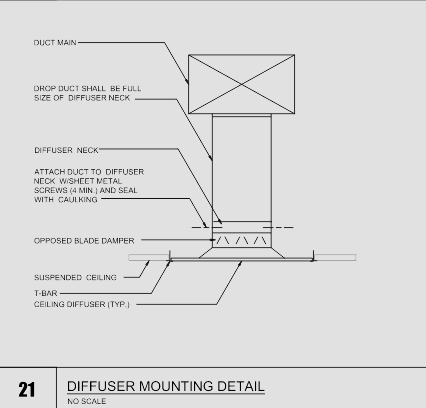 DUCT MAIN
DROP DUCT SHALL BE FULL
SIZE OF DIFFUSER NECK
DIFFUSER NECK
ATTACH DUCT TO DIFFUSER
NECK W/SHEET METAL
SCREWS (4 MIN.) AND SEAL
WITH CAULKING
OPPOSED BLADE DAMPER
SUSPENDED CEILING
T-BAR
CEILING DIFFUSER (TYP.)
21
DIFFUSER MOUNTING DETAIL
NO SCALE